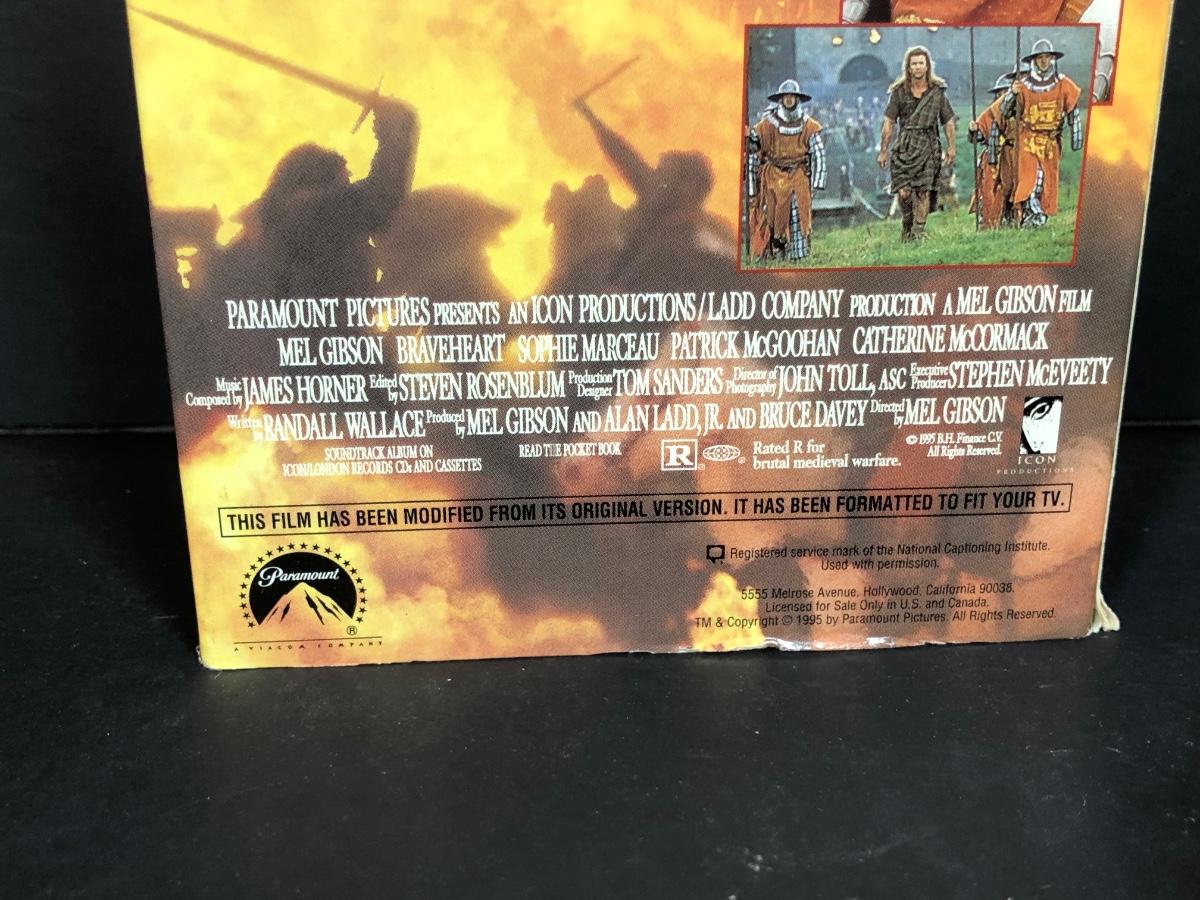 PARAMOUNT PICTURES PRESENTS AN ICON PRODUCTIONS/LADD COMPANY PRODUCTION A MEL GIBSON FILM
MEL GIBSON BRAVEHEART SOPHIE MARCEAU PATRICK McGOOHAN CATHERINE McCORMACK
Music Composed by JAMES HORNER Edited by STEVEN ROSENBLUM Production Designer TOM SANDERS Director of Photography JOHN TOLL, ASC Executive Producer STEPHEN McEVEETY
Written by RANDALL WALLACE Produced by MEL GIBSON AND ALAN LADD, JR. AND BRUCE DAVEY Directed by MEL GIBSON
SOUNDTRACK ALBUM ON
ICON/LONDON RECORDS CDs AND CASSETTES
READ THE POCKET BOOK
R ®
Rated R for
brutal medieval warfare.
© 1995 B.H. Finance C.V.
All Rights Reserved.
ICON
PRODUCTIONS
THIS FILM HAS BEEN MODIFIED FROM ITS ORIGINAL VERSION. IT HAS BEEN FORMATTED TO FIT YOUR TV.
Paramount
®
A VIACOM COMPANY
Registered service mark of the National Captioning Institute.
Used with permission.
5555 Melrose Avenue, Hollywood, California 90038.
Licensed for Sale Only in U.S. and Canada.
TM & Copyright © 1995 by Paramount Pictures. All Rights Reserved.